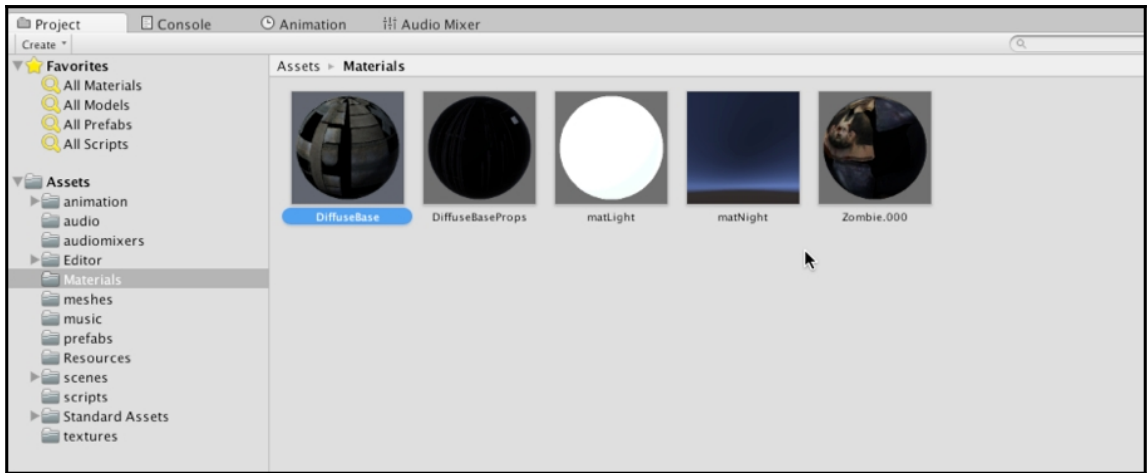 Project Console Animation Audio Mixer
Create
Favorites
All Materials
All Models
All Prefabs
All Scripts
Assets
animation
audio
audiomixers
Editor
Materials
meshes
music
prefabs
Resources
scenes
scripts
Standard Assets
textures
Assets Materials
DiffuseBase DiffuseBaseProps matLight matNight Zombie.000